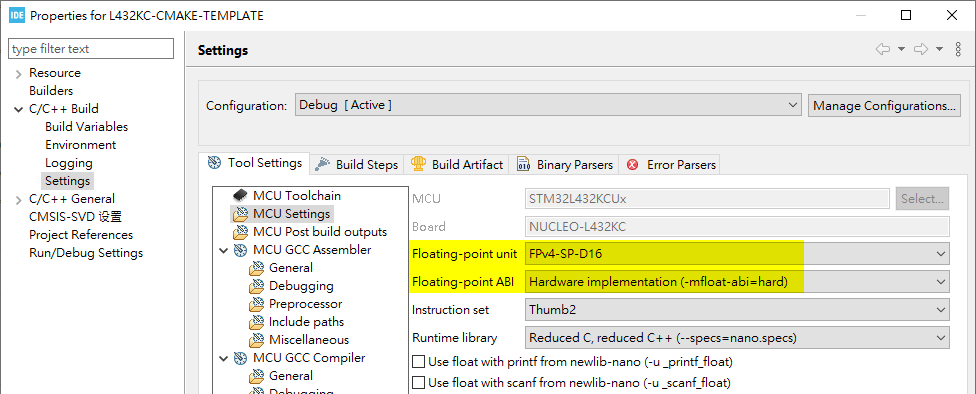 IDE Properties for L432KC-CMAKE-TEMPLATE
type filter text
Resource
Builders
C/C++ Build
Build Variables
Environment
Logging
Settings
C/C++ General
CMSIS-SVD 设置
Project References
Run/Debug Settings
Settings
Configuration: Debug [ Active ] Manage Configurations...
Tool Settings Build Steps Build Artifact Binary Parsers Error Parsers
MCU Toolchain
MCU Settings
MCU Post build outputs
MCU GCC Assembler
General
Debugging
Preprocessor
Include paths
Miscellaneous
MCU GCC Compiler
General
Debugging
MCU STM32L432KCUx Select...
Board NUCLEO-L432KC
Floating-point unit FPv4-SP-D16
Floating-point ABI Hardware implementation (-mfloat-abi=hard)
Instruction set Thumb2
Runtime library Reduced C, reduced C++ (--specs=nano.specs)
Use float with printf from newlib-nano (-u _printf_float)
Use float with scanf from newlib-nano (-u _scanf_float)